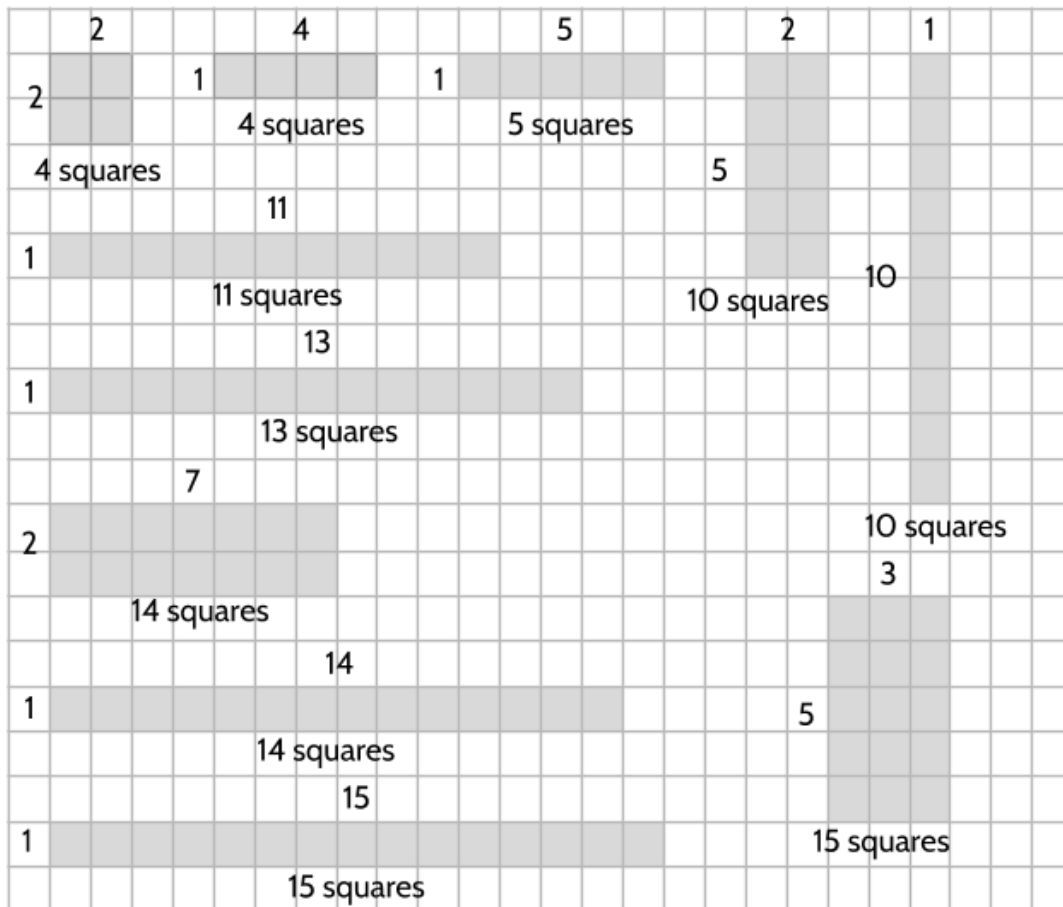 2 4 5 2 1
1 1
2
4 squares 5 squares
4 squares 5
11
1
10
11 squares 10 squares
13
1
13 squares
7
10 squares
2
3
14 squares
14
1 5
14 squares
15
1 15 squares
15 squares